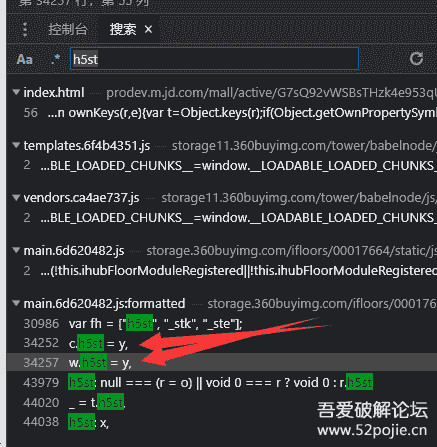 第 34257 行，第 55 列
控制台 搜索 ×
Aa .* h5st
index.html — prodev.m.jd.com/mall/active/G7sQ92vWSBsTHzk4e953qU
56 …n ownKeys(r,e){var t=Object.keys(r);if(Object.getOwnPropertySymb
templates.6f4b4351.js — storage11.360buyimg.com/tower/babelnode/
2 …BLE_LOADED_CHUNKS__=window.__LOADABLE_LOADED_CHUNKS
vendors.ca4ae737.js — storage11.360buyimg.com/tower/babelnode/js
2 …BLE_LOADED_CHUNKS__=window.__LOADABLE_LOADED_CHUNKS
main.6d620482.js — storage.360buyimg.com/ifloors/00017664/static/js
2 …(!this.ihubFloorModuleRegistered||!this.ihubFloorModuleRegistered
main.6d620482.js:formatted — storage.360buyimg.com/ifloors/00017
30986 var fh = ["h5st", "_stk", "_ste"];
34252 c.h5st = y,
34257 w.h5st = y,
43979 h5st: null === (r = o) || void 0 === r ? void 0 : r.h5st
44020 _ = t.h5st,
44038 h5st: x,
吾爱破解论坛
www.52pojie.cn